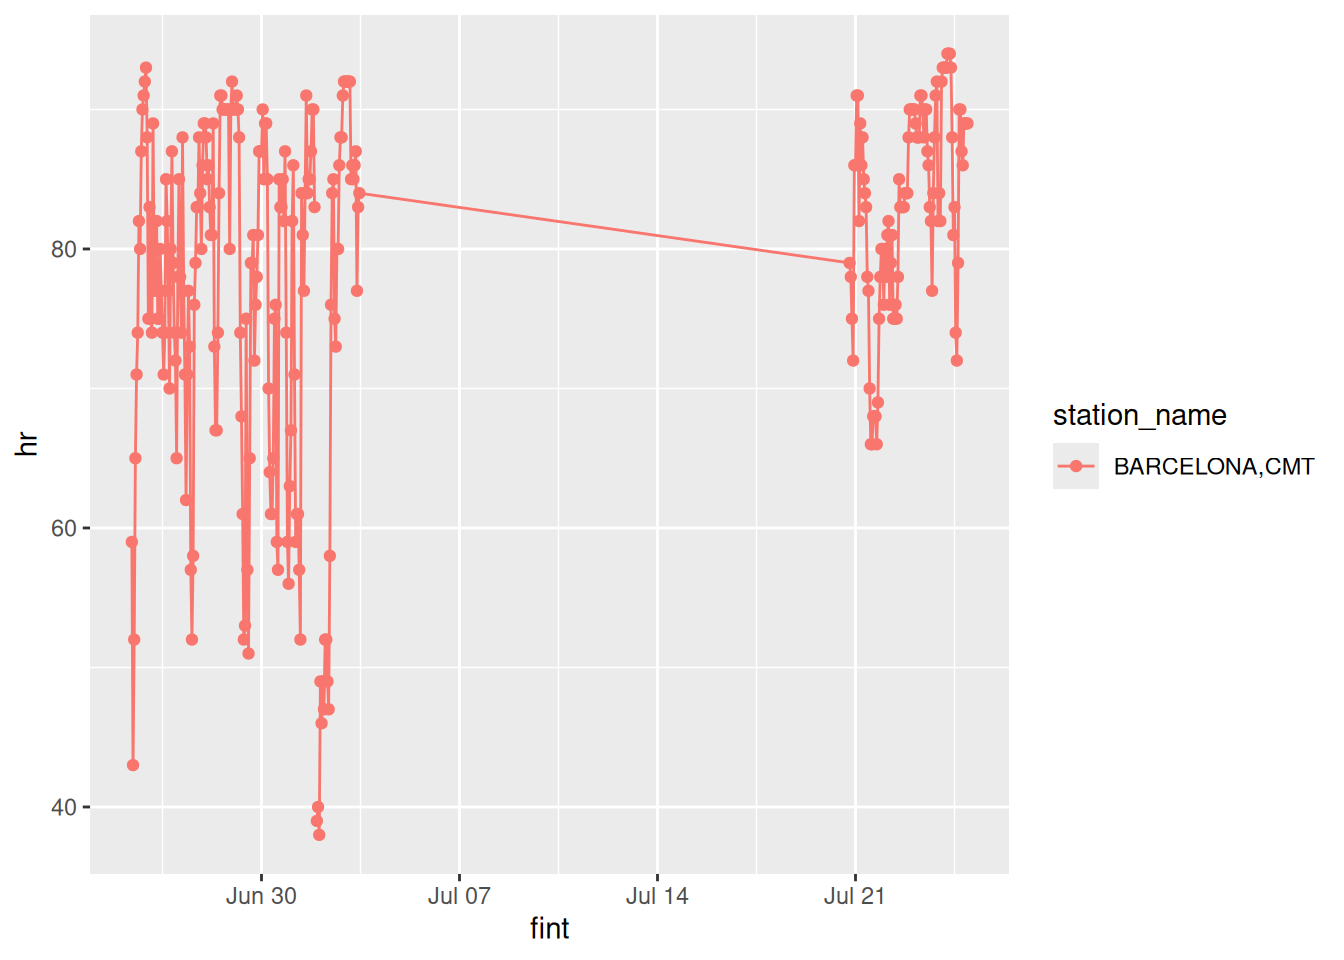 80
60
40
hr
Jun 30
Jul 07
Jul 14
Jul 21
fint
station_name
BARCELONA,CMT